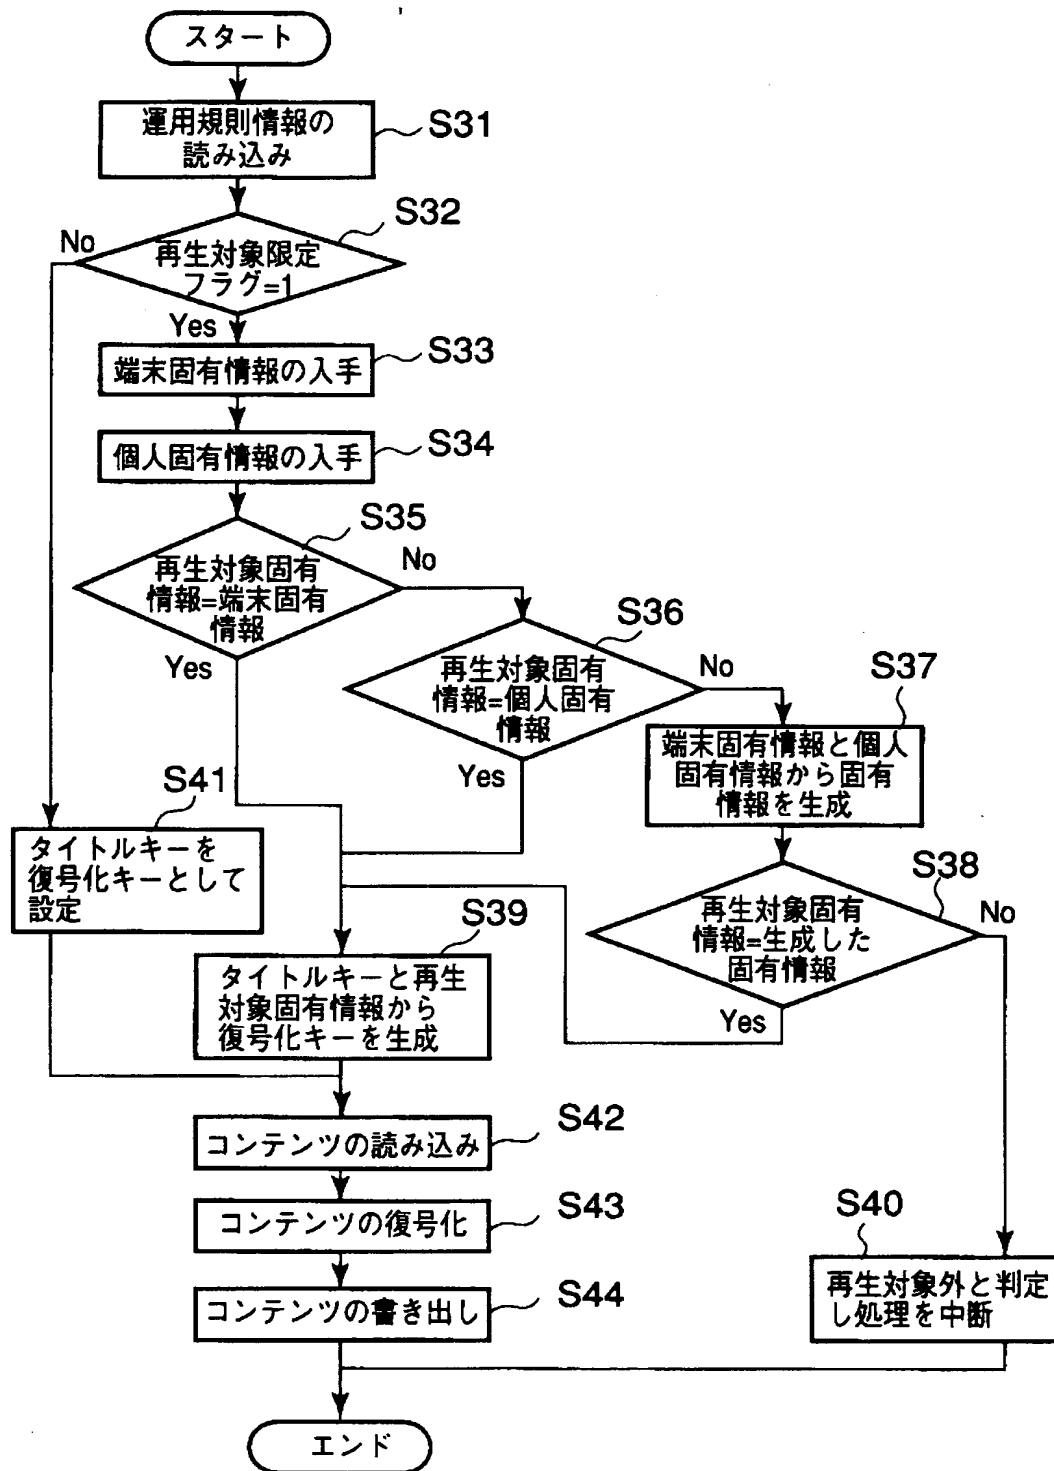 スタート
運用規則情報の
読み込み
S31
S32
No
再生対象限定
フラグ=1
Yes
S33
端末固有情報の入手
S34
個人固有情報の入手
S35
再生対象固有
情報=端末固有
情報
No
Yes
S36
再生対象固有
情報=個人固有
情報
No
Yes
S37
端末固有情報と個人
固有情報から固有
情報を生成
S41
タイトルキーを
復号化キーとして
設定
S38
再生対象固有
情報=生成した
固有情報
No
Yes
S39
タイトルキーと再生
対象固有情報から
復号化キーを生成
S42
コンテンツの読み込み
S43
コンテンツの復号化
S40
再生対象外と判定
し処理を中断
S44
コンテンツの書き出し
エンド